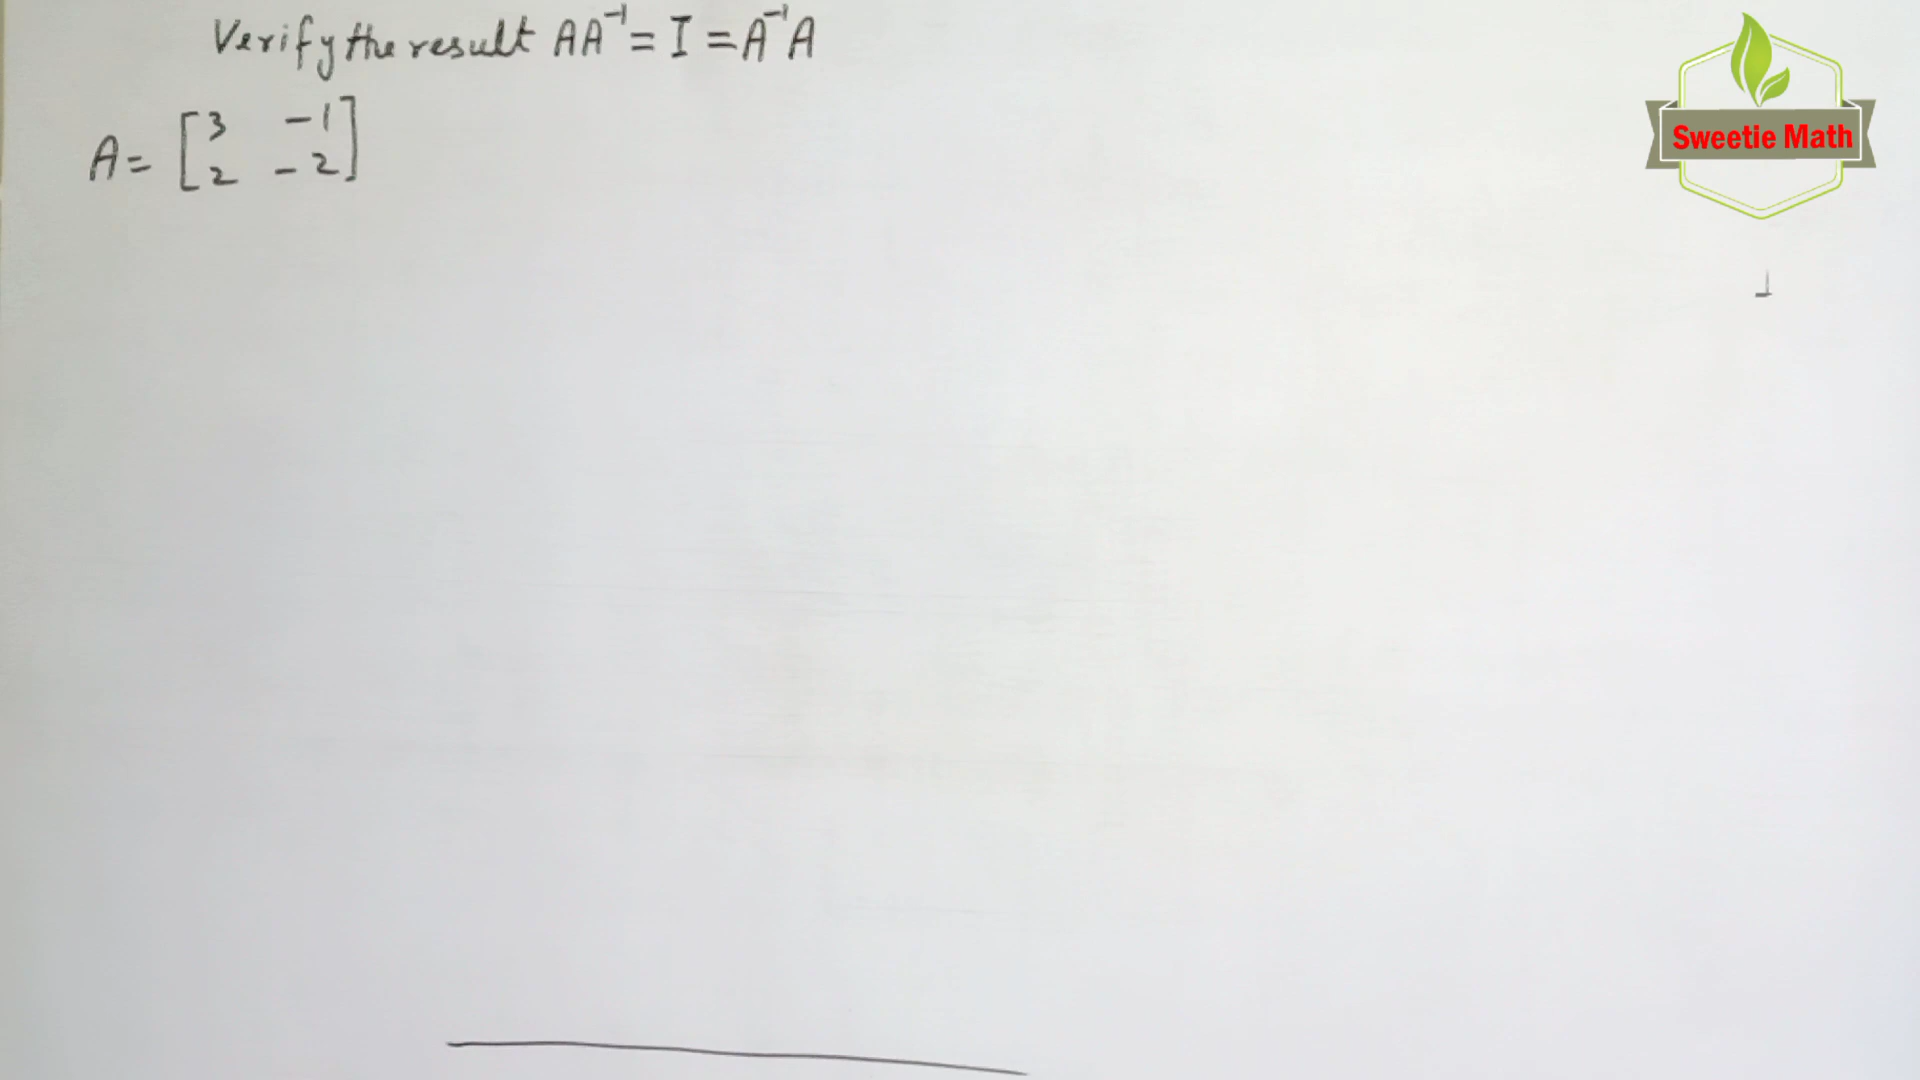 Verify the result AA⁻¹ = I = A⁻¹A
A = [3 -1
2 -2]
Sweetie Math